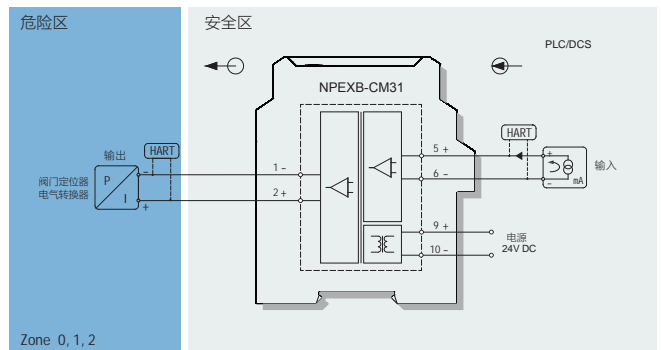 危险区
安全区
PLC/DCS
NPEXB-CM31
输出
HART
阀门定位器
电气转换器
P
I
−
+
1 −
2 +
5 +
6 −
HART
+
−
mA
输入
9 +
10 −
电源
24V DC
Zone 0, 1, 2